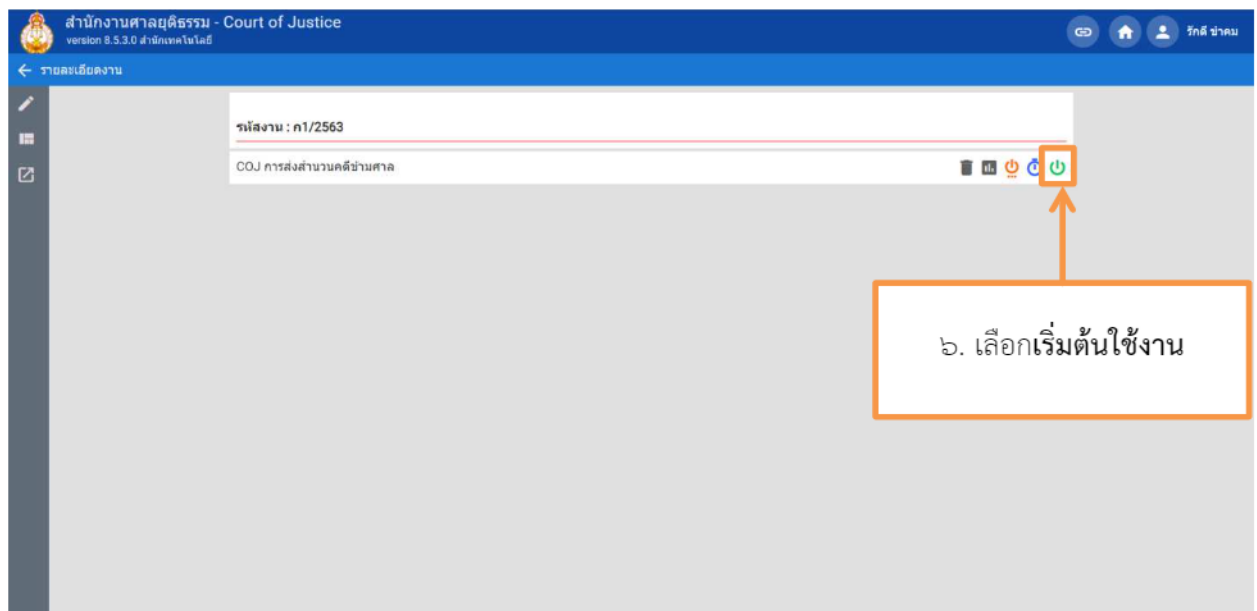 สำนักงานศาลยุติธรรม - Court of Justice
version 8.5.3.0 สำนักเทคโนโลยี
รักดี ช่าคม
รายละเอียดงาน
รหัสงาน : ก1/2563
COJ การส่งสำนวนคดีข้ามศาล
๖. เลือกเริ่มต้นใช้งาน